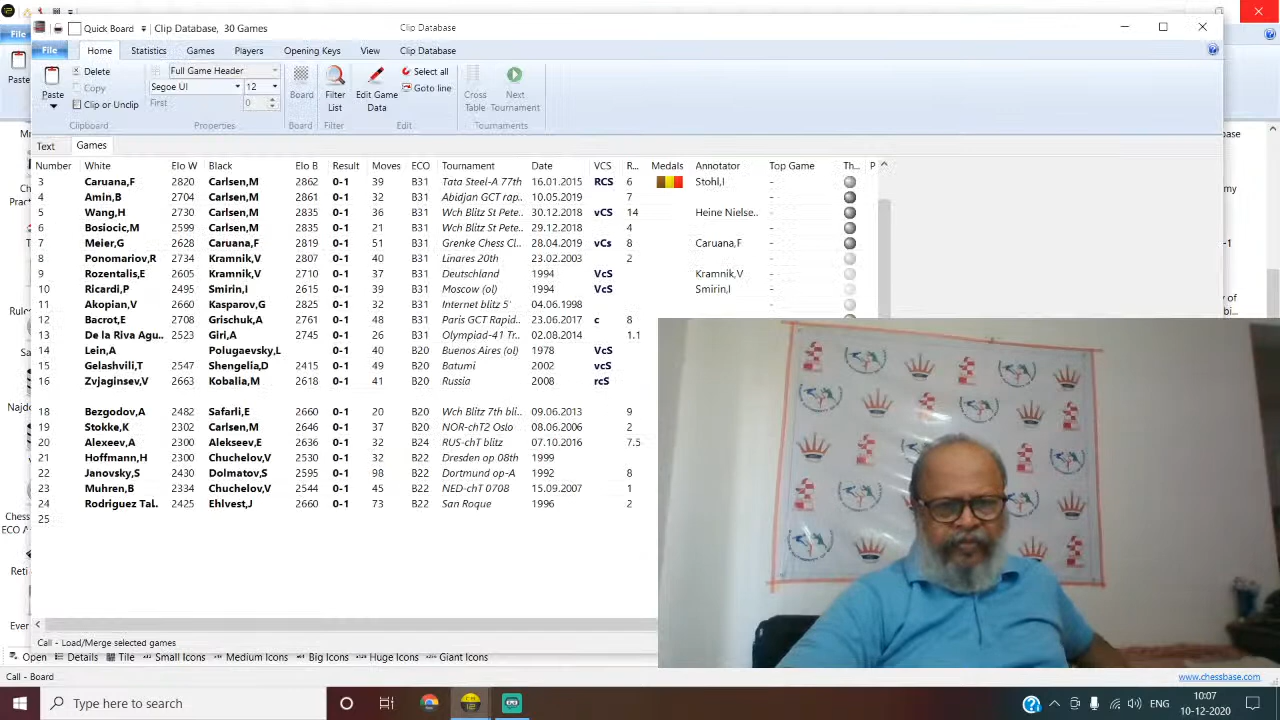 Quick Board Clip Database, 30 Games Clip Database
File Home Statistics Games Players Opening Keys View Clip Database
File
Paste Delete Full Game Header Select all
Paste Copy Segoe UI 12 Board Filter List Edit Game Data Goto line Cross Table Next Tournament
Clip or Unclip First 0
Clipboard Properties Board Filter Edit Tournaments
Text Games
Number White Elo W Black Elo B Result Moves ECO Tournament Date VCS R... Medals Annotator Top Game Th... P
3 Caruana,F 2820 Carlsen,M 2862 0-1 39 B31 Tata Steel-A 77th 16.01.2015 RCS 6 Stohl,I -
4 Amin,B 2704 Carlsen,M 2861 0-1 32 B31 Abidjan GCT rap.. 10.05.2019 7 -
5 Wang,H 2730 Carlsen,M 2835 0-1 36 B31 Wch Blitz St Pete.. 30.12.2018 vCS 14 Heine Nielse.. -
6 Bosiocic,M 2599 Carlsen,M 2835 0-1 21 B31 Wch Blitz St Pete.. 29.12.2018 4 -
7 Meier,G 2628 Caruana,F 2819 0-1 51 B31 Grenke Chess Cl.. 28.04.2019 vCs 8 Caruana,F -
8 Ponomariov,R 2734 Kramnik,V 2807 0-1 40 B31 Linares 20th 23.02.2003 2 -
9 Rozentalis,E 2605 Kramnik,V 2710 0-1 37 B31 Deutschland 1994 VcS Kramnik,V -
10 Ricardi,P 2495 Smirin,I 2615 0-1 39 B31 Moscow (ol) 1994 VcS Smirin,I -
11 Akopian,V 2660 Kasparov,G 2825 0-1 32 B31 Internet blitz 5' 04.06.1998 -
12 Bacrot,E 2708 Grischuk,A 2761 0-1 48 B31 Paris GCT Rapid.. 23.06.2017 c 8
13 De la Riva Agu.. 2523 Giri,A 2745 0-1 26 B31 Olympiad-41 Tr.. 02.08.2014 1.1
14 Lein,A Polugaevsky,L 0-1 40 B20 Buenos Aires (ol) 1978 VcS
15 Gelashvili,T 2547 Shengelia,D 2415 0-1 49 B20 Batumi 2002 vcS
16 Zvjaginsev,V 2663 Kobalia,M 2618 0-1 41 B20 Russia 2008 rcS
18 Bezgodov,A 2482 Safarli,E 2660 0-1 20 B20 Wch Blitz 7th bli.. 09.06.2013 9
19 Stokke,K 2302 Carlsen,M 2646 0-1 37 B20 NOR-chT2 Oslo 08.06.2006 2
20 Alexeev,A 2300 Alekseev,E 2636 0-1 32 B24 RUS-chT blitz 07.10.2016 7.5
21 Hoffmann,H 2300 Chuchelov,V 2530 0-1 32 B22 Dresden op 08th 1999
22 Janovsky,S 2430 Dolmatov,S 2595 0-1 98 B22 Dortmund op-A 1992 8
23 Muhren,B 2334 Chuchelov,V 2544 0-1 45 B22 NED-chT 0708 15.09.2007 1
24 Rodriguez Tal. 2425 Ehlvest,J 2660 0-1 73 B22 San Roque 1996 2
25
Call - Load/Merge selected games
Open Details Tile Small Icons Medium Icons Big Icons Huge Icons Giant Icons
Call - Board www.chessbase.com
Type here to search ENG 10:07
10-12-2020